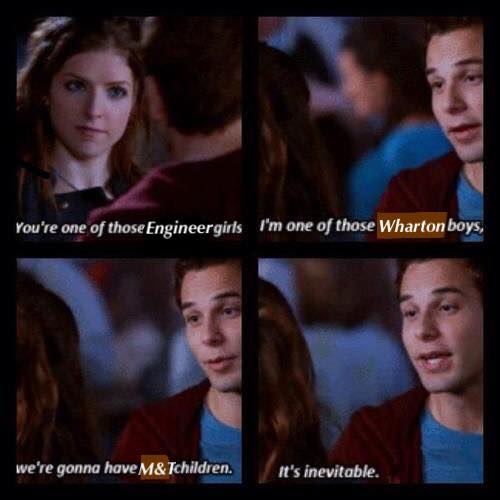 You're one of those Engineer girls
I'm one of those Wharton boys,
we're gonna have M&T children.
It's inevitable.